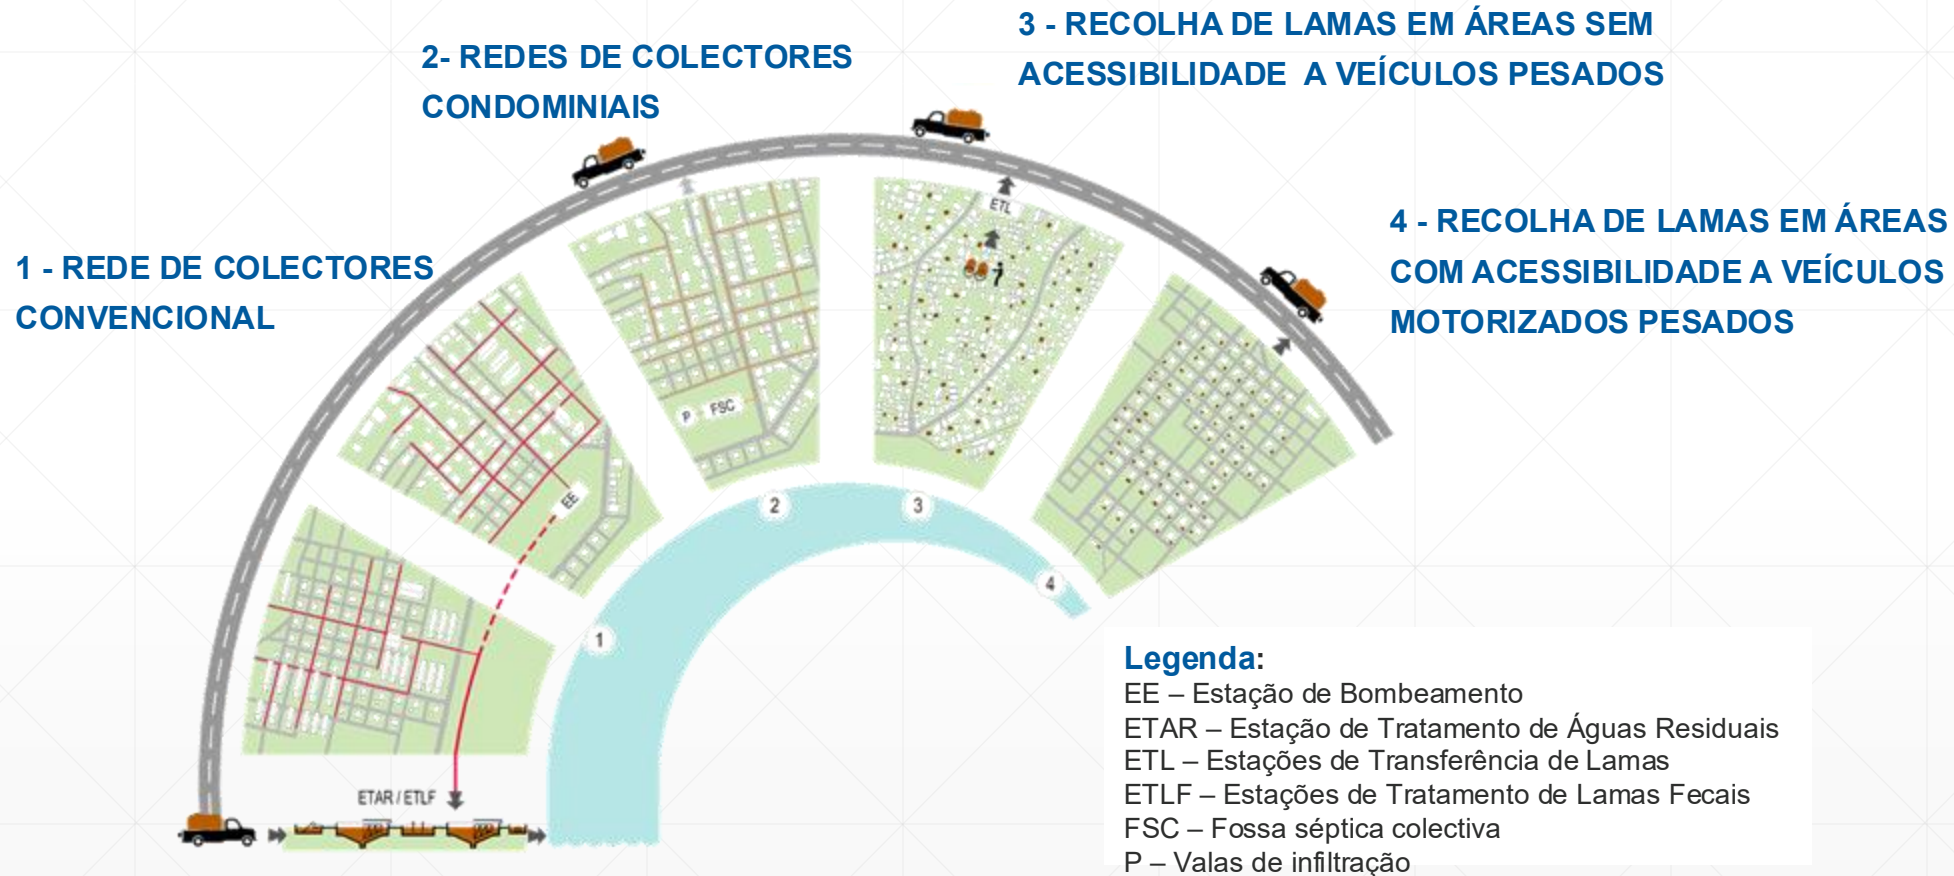 1 - REDE DE COLECTORES
CONVENCIONAL
2- REDES DE COLECTORES
CONDOMINIAIS
3 - RECOLHA DE LAMAS EM ÁREAS SEM
ACESSIBILIDADE A VEÍCULOS PESADOS
4 - RECOLHA DE LAMAS EM ÁREAS
COM ACESSIBILIDADE A VEÍCULOS
MOTORIZADOS PESADOS
ETL
P
FSC
EE
1
2
3
4
ETAR / ETLF
Legenda:
EE – Estação de Bombeamento
ETAR – Estação de Tratamento de Águas Residuais
ETL – Estações de Transferência de Lamas
ETLF – Estações de Tratamento de Lamas Fecais
FSC – Fossa séptica colectiva
P – Valas de infiltração